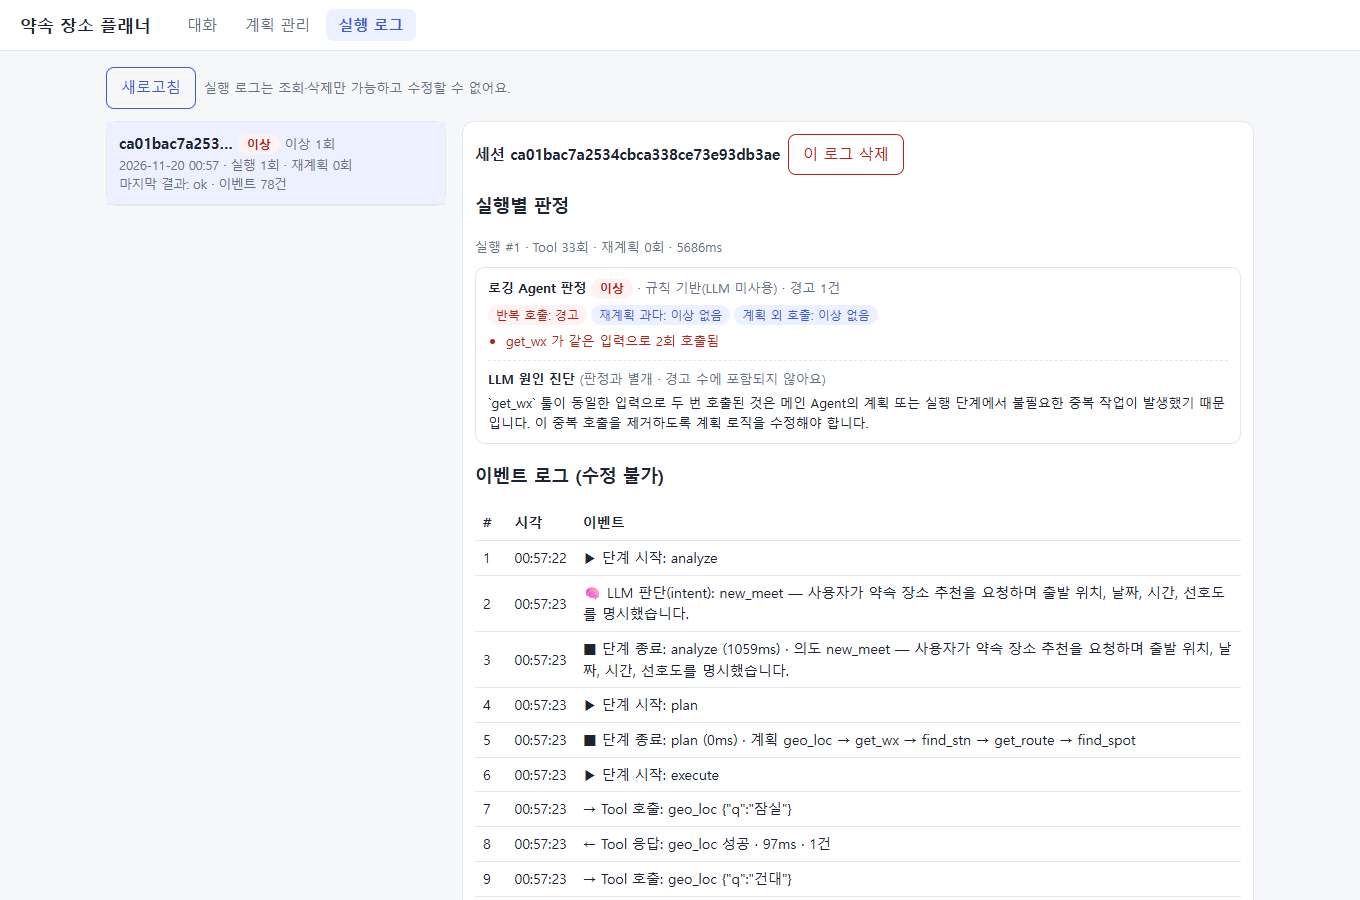 약속 장소 플래너 대화 계획 관리 실행 로그
새로고침 실행 로그는 조회·삭제만 가능하고 수정할 수 없어요.
ca01bac7a253... 이상 이상 1회
2026-11-20 00:57 · 실행 1회 · 재계획 0회
마지막 결과: ok · 이벤트 78건
세션 ca01bac7a2534cbca338ce73e93db3ae 이 로그 삭제
실행별 판정
실행 #1 · Tool 33회 · 재계획 0회 · 5686ms
로깅 Agent 판정 이상 · 규칙 기반(LLM 미사용) · 경고 1건
반복 호출: 경고 재계획 과다: 이상 없음 계획 외 호출: 이상 없음
• get_wx 가 같은 입력으로 2회 호출됨
LLM 원인 진단 (판정과 별개 · 경고 수에 포함되지 않아요)
`get_wx` 툴이 동일한 입력으로 두 번 호출된 것은 메인 Agent의 계획 또는 실행 단계에서 불필요한 중복 작업이 발생했기 때문
입니다. 이 중복 호출을 제거하도록 계획 로직을 수정해야 합니다.
이벤트 로그 (수정 불가)
# 시각 이벤트
1 00:57:22 ▶ 단계 시작: analyze
2 00:57:23 🧠 LLM 판단(intent): new_meet — 사용자가 약속 장소 추천을 요청하며 출발 위치, 날짜, 시간, 선호도
를 명시했습니다.
3 00:57:23 ■ 단계 종료: analyze (1059ms) · 의도 new_meet — 사용자가 약속 장소 추천을 요청하며 출발 위치, 날
짜, 시간, 선호도를 명시했습니다.
4 00:57:23 ▶ 단계 시작: plan
5 00:57:23 ■ 단계 종료: plan (0ms) · 계획 geo_loc → get_wx → find_stn → get_route → find_spot
6 00:57:23 ▶ 단계 시작: execute
7 00:57:23 → Tool 호출: geo_loc {"q":"잠실"}
8 00:57:23 ← Tool 응답: geo_loc 성공 · 97ms · 1건
9 00:57:23 → Tool 호출: geo_loc {"q":"건대"}